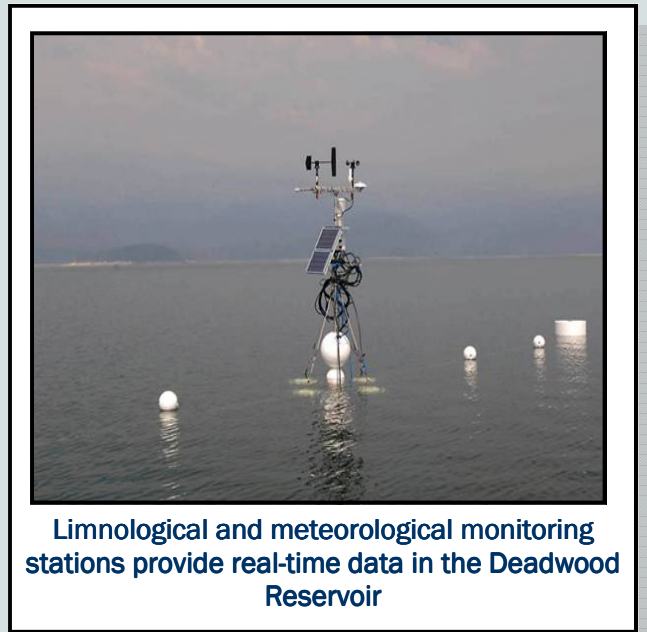 Limnological and meteorological monitoring
stations provide real-time data in the Deadwood
Reservoir